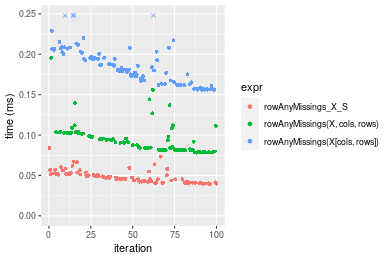 0.25
0.20
0.15
0.10
0.05
0.00
time (ms)
0
25
50
75
100
iteration
expr
rowAnyMissings_X_S
rowAnyMissings(X, cols, rows)
rowAnyMissings(X[cols, rows])